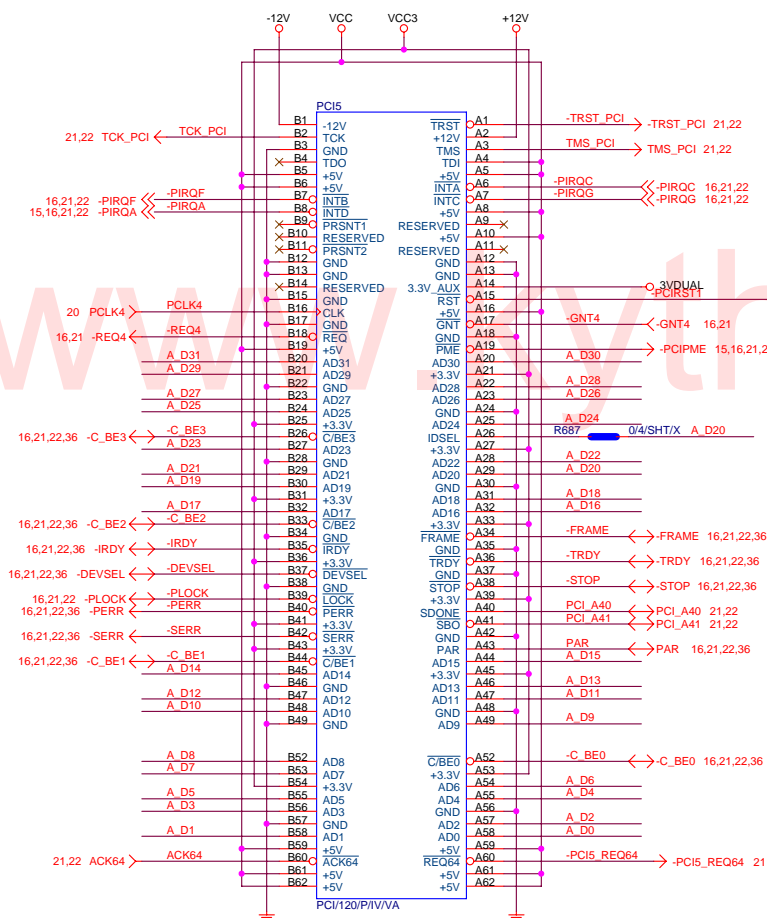 -12V VCC VCC3 +12V
PCI5
B1 -12V TRST A1 -TRST_PCI -TRST_PCI 21,22
21,22 TCK_PCI TCK_PCI B2 TCK +12V A2
B3 GND TMS A3 TMS_PCI TMS_PCI 21,22
B4 TDO TDI A4
B5 +5V +5V A5
B6 +5V INTA A6 -PIRQC -PIRQC 16,21,22
16,21,22 -PIRQF -PIRQF B7 INTB INTC A7 -PIRQG -PIRQG 16,21,22
15,16,21,22 -PIRQA -PIRQA B8 INTD +5V A8
B9 PRSNT1 RESERVED A9
B10 RESERVED +5V A10
B11 PRSNT2 RESERVED A11
B12 GND GND A12
B13 GND GND A13
B14 RESERVED 3.3V_AUX A14 3VDUAL
B15 GND RST A15 -PCIRST1
20 PCLK4 PCLK4 B16 CLK +5V A16
B17 GND GNT A17 -GNT4 -GNT4 16,21
16,21 -REQ4 -REQ4 B18 REQ GND A18
B19 +5V PME A19 -PCIPME 15,16,21,2
A_D31 B20 AD31 AD30 A20 A_D30
A_D29 B21 AD29 +3.3V A21
B22 GND AD28 A22 A_D28
A_D27 B23 AD27 AD26 A23 A_D26
A_D25 B24 AD25 GND A24
B25 +3.3V AD24 A25 A_D24
16,21,22,36 -C_BE3 -C_BE3 B26 C/BE3 IDSEL A26 R687 0/4/SHT/X A_D20
A_D23 B27 AD23 +3.3V A27
B28 GND AD22 A28 A_D22
A_D21 B29 AD21 AD20 A29 A_D20
A_D19 B30 AD19 GND A30
B31 +3.3V AD18 A31 A_D18
A_D17 B32 AD17 AD16 A32 A_D16
16,21,22,36 -C_BE2 -C_BE2 B33 C/BE2 +3.3V A33
B34 GND FRAME A34 -FRAME -FRAME 16,21,22,36
16,21,22,36 -IRDY -IRDY B35 IRDY GND A35
B36 +3.3V TRDY A36 -TRDY -TRDY 16,21,22,36
16,21,22,36 -DEVSEL -DEVSEL B37 DEVSEL GND A37
B38 GND STOP A38 -STOP -STOP 16,21,22,36
16,21,22 -PLOCK -PLOCK B39 LOCK +3.3V A39
16,21,22,36 -PERR -PERR B40 PERR SDONE A40 PCI_A40 PCI_A40 21,22
B41 +3.3V SBO A41 PCI_A41 PCI_A41 21,22
16,21,22,36 -SERR -SERR B42 SERR GND A42
B43 +3.3V PAR A43 PAR PAR 16,21,22,36
16,21,22,36 -C_BE1 -C_BE1 B44 C/BE1 AD15 A44 A_D15
A_D14 B45 AD14 +3.3V A45
B46 GND AD13 A46 A_D13
A_D12 B47 AD12 AD11 A47 A_D11
A_D10 B48 AD10 GND A48
B49 GND AD9 A49 A_D9
A_D8 B52 AD8 C/BE0 A52 -C_BE0 -C_BE0 16,21,22,36
A_D7 B53 AD7 +3.3V A53
B54 +3.3V AD6 A54 A_D6
A_D5 B55 AD5 AD4 A55 A_D4
A_D3 B56 AD3 GND A56
B57 GND AD2 A57 A_D2
A_D1 B58 AD1 AD0 A58 A_D0
B59 +5V +5V A59
21,22 ACK64 ACK64 B60 ACK64 REQ64 A60 -PCI5_REQ64 -PCI5_REQ64 21
B61 +5V +5V A61
B62 +5V +5V A62
PCI/120/P/IV/VA
www.kyth